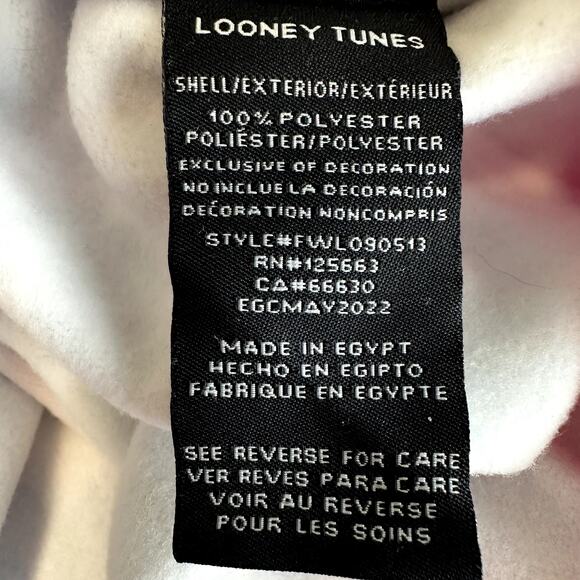 LOONEY TUNES
SHELL/EXTERIOR/EXTÉRIEUR
100% POLYESTER
POLIÉSTER/POLYESTER
EXCLUSIVE OF DECORATION
NO INCLUE LA DECORACIÓN
DÉCORATION NONCOMPRIS
STYLE#FWL090513
RN#125663
CA#66630
EGCMAY2022
MADE IN EGYPT
HECHO EN EGIPTO
FABRIQUE EN EGYPTE
SEE REVERSE FOR CARE
VER REVES PARA CARE
VOIR AU REVERSE
POUR LES SOINS